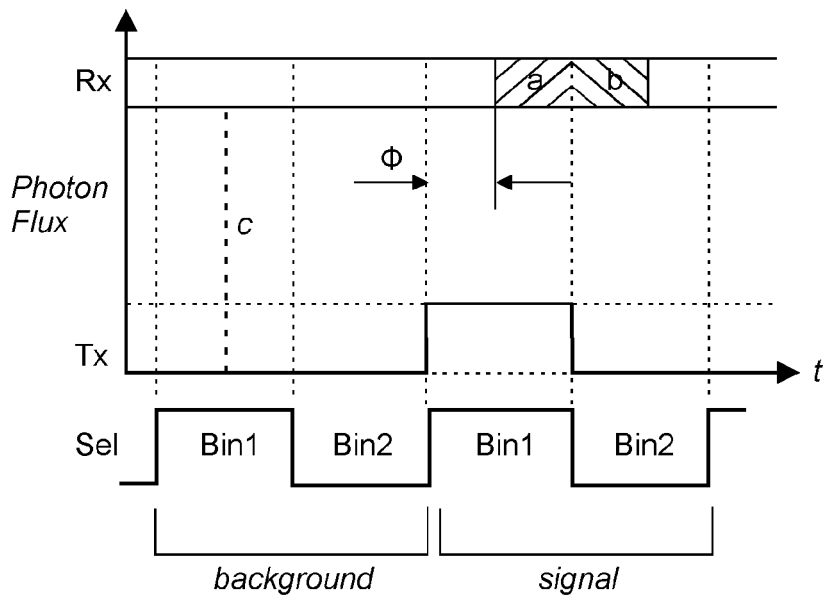 Rx
a
b
Φ
Photon
Flux
c
Tx
t
Sel
Bin1
Bin2
Bin1
Bin2
background
signal